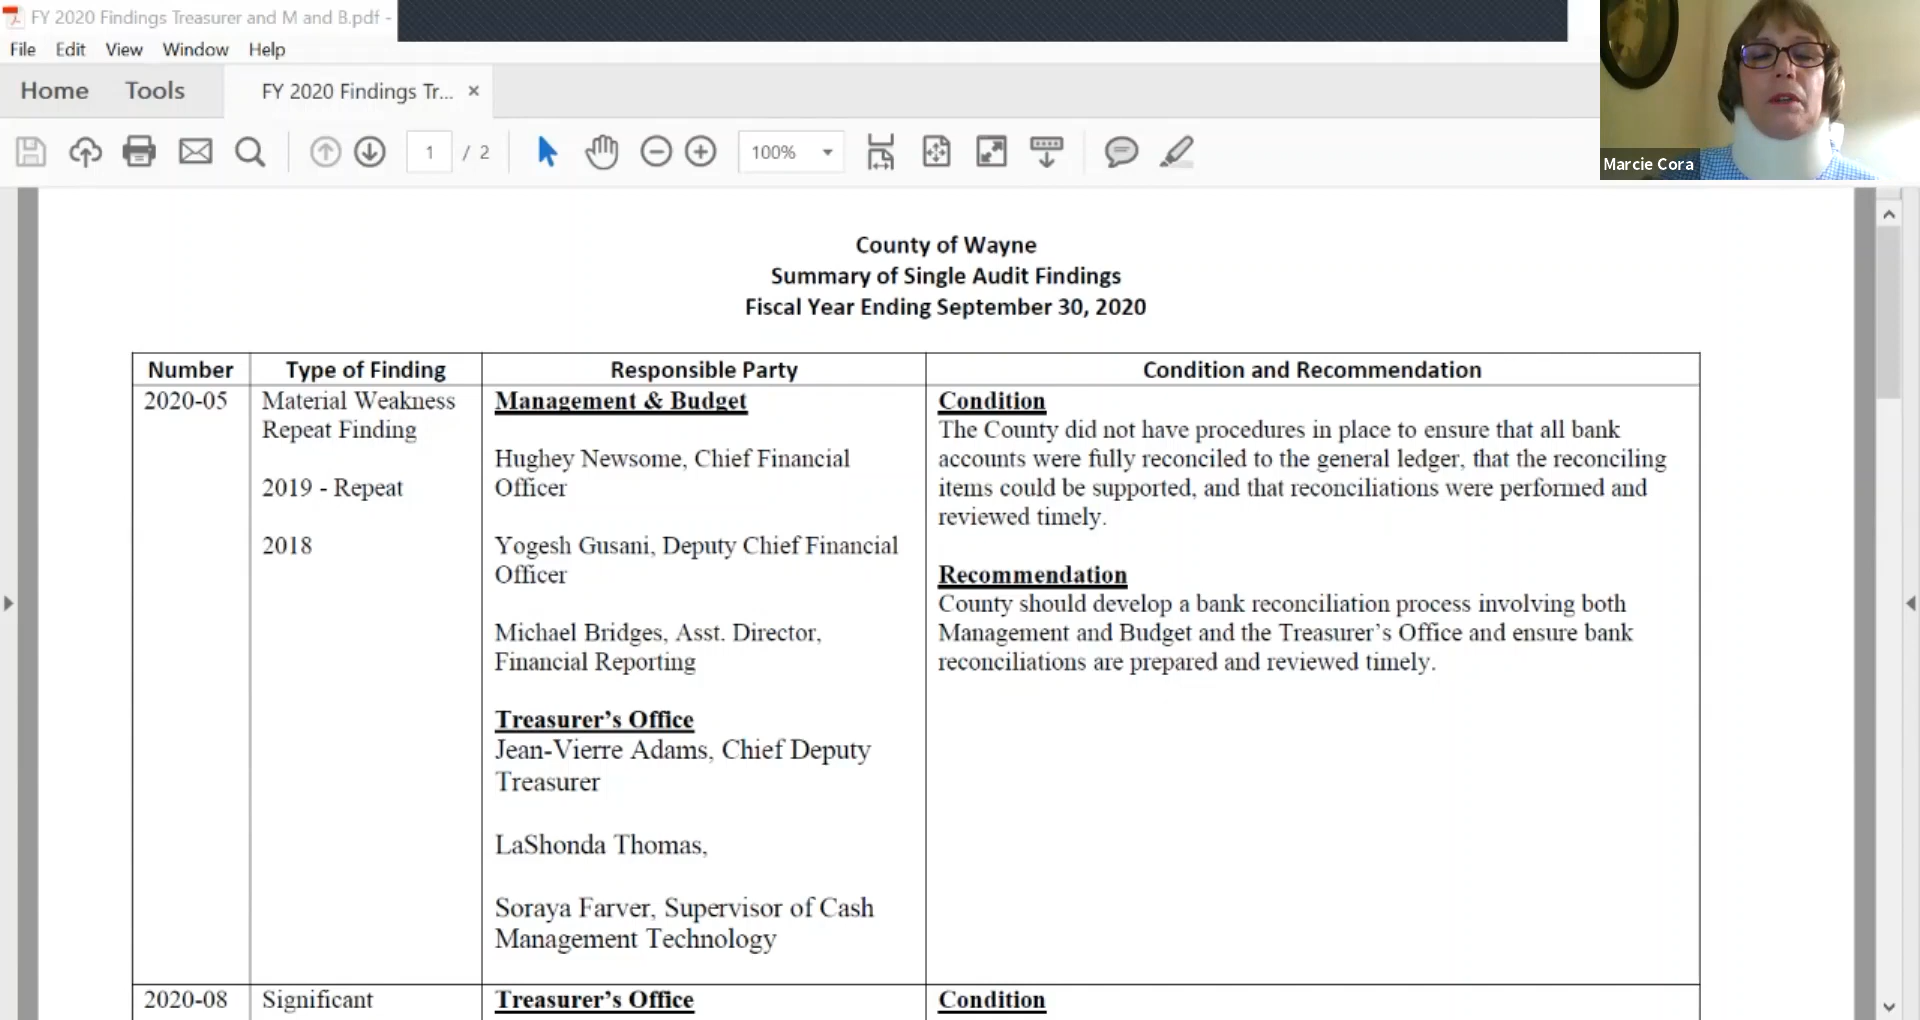 FY 2020 Findings Treasurer and M and B.pdf -
File Edit View Window Help
Home Tools FY 2020 Findings Tr... ×
1 / 2 100%
Marcie Cora
County of Wayne
Summary of Single Audit Findings
Fiscal Year Ending September 30, 2020
Number Type of Finding Responsible Party Condition and Recommendation
2020-05
Material Weakness
Repeat Finding
2019 - Repeat
2018
Management & Budget
Hughey Newsome, Chief Financial
Officer
Yogesh Gusani, Deputy Chief Financial
Officer
Michael Bridges, Asst. Director,
Financial Reporting
Treasurer's Office
Jean-Vierre Adams, Chief Deputy
Treasurer
LaShonda Thomas,
Soraya Farver, Supervisor of Cash
Management Technology
Condition
The County did not have procedures in place to ensure that all bank
accounts were fully reconciled to the general ledger, that the reconciling
items could be supported, and that reconciliations were performed and
reviewed timely.
Recommendation
County should develop a bank reconciliation process involving both
Management and Budget and the Treasurer's Office and ensure bank
reconciliations are prepared and reviewed timely.
2020-08 Significant Treasurer's Office Condition